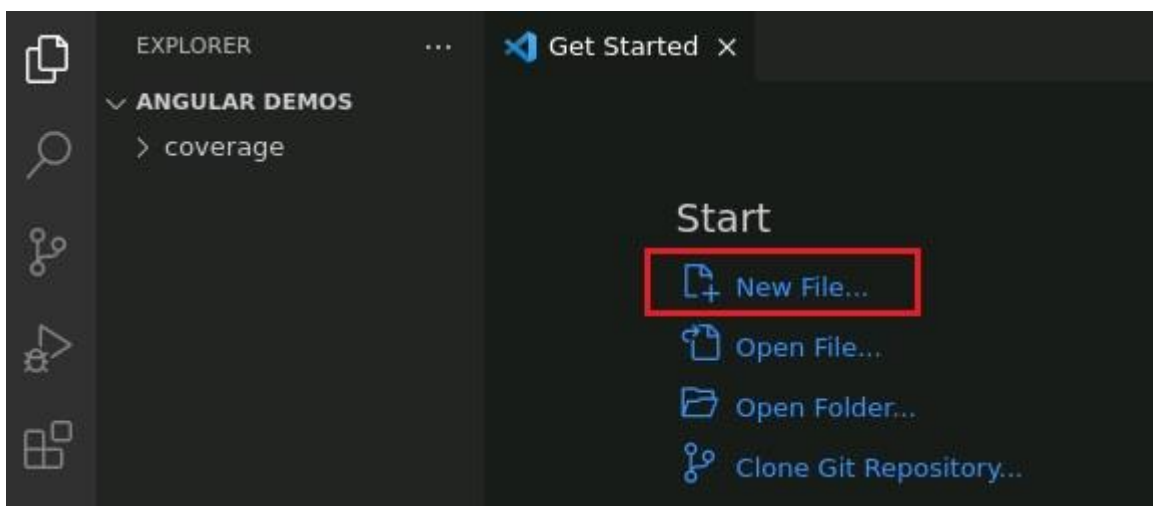 EXPLORER ...
ANGULAR DEMOS
coverage
Get Started
Start
New File...
Open File...
Open Folder...
Clone Git Repository...